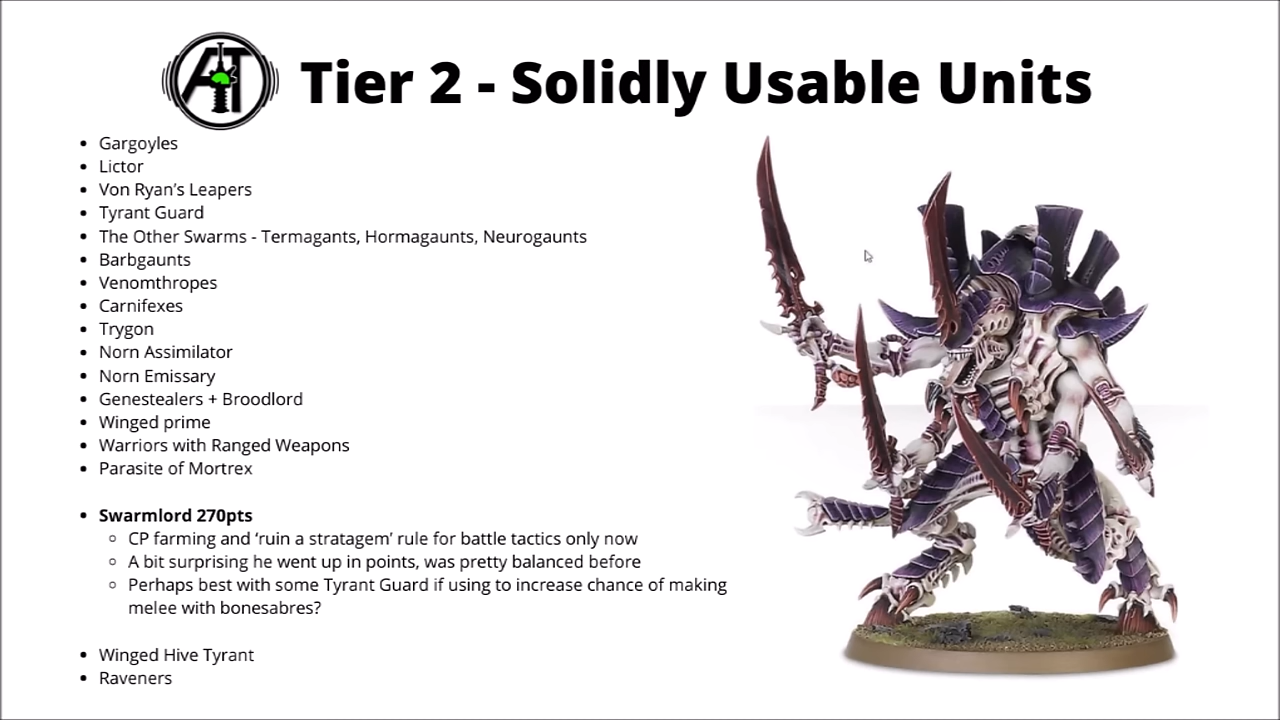 AT
Tier 2 - Solidly Usable Units
Gargoyles
Lictor
Von Ryan's Leapers
Tyrant Guard
The Other Swarms - Termagants, Hormagaunts, Neurogaunts
Barbgaunts
Venomthropes
Carnifexes
Trygon
Norn Assimilator
Norn Emissary
Genestealers + Broodlord
Winged prime
Warriors with Ranged Weapons
Parasite of Mortrex
Swarmlord 270pts
CP farming and 'ruin a stratagem' rule for battle tactics only now
A bit surprising he went up in points, was pretty balanced before
Perhaps best with some Tyrant Guard if using to increase chance of making
melee with bonesabres?
Winged Hive Tyrant
Raveners